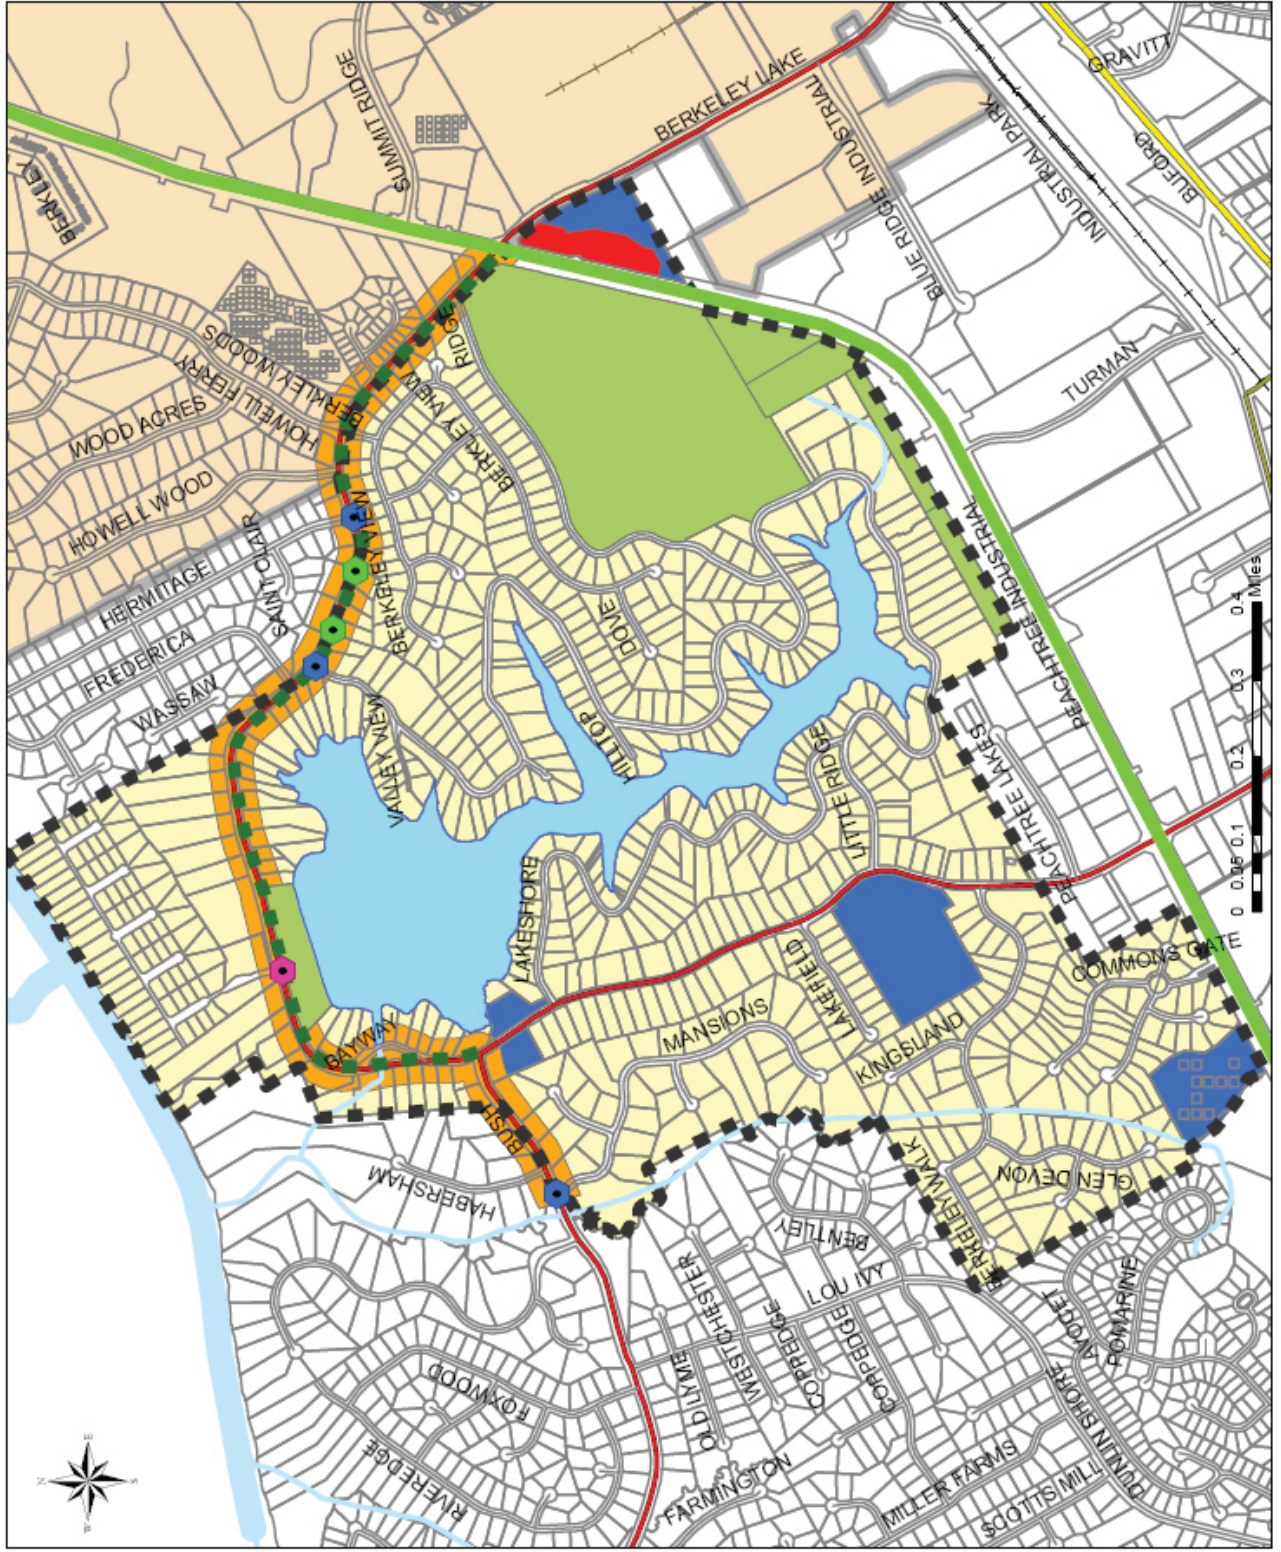 GRAVITT
SUMMIT RIDGE
BERKELEY LAKE
BERKLEY
BLUE RIDGE INDUSTRIAL
INDUSTRIAL PARK
BUFORD
BERKLEY WOODS
HOWELL FERRY
WOOD ACRES
HOWELL WOOD
RIDGE
BERKLEY VIEW
TURMAN
HERMITAGE
SAINT CLAIR
FREDERICA
WASSAW
BERKELEY VIEW
DOVE
PEACHTREE INDUSTRIAL
VALLEY VIEW
HILLTOP
LITTLE RIDGE
PEACHTREE LAKES
LAKESHORE
0 0.05 0.1 0.2 0.3 0.4
Miles
COMMONS GATE
LAKEFIELD
MANSIONS
BAYWAY
KINGSLAND
BUSH
HABERSHAM
BERKELEY WALK
GLEN DEVON
BENTLEY
LOU IVY
WESTCHESTER
COPPEDGE
COPPEDGE
OLD LYME
AVOCET
POMARINE
DUNLIN SHORE
FOXWOOD
RIVEREDGE
FARMINGTON
MILLER FARMS
SCOTTS MILL
N
E
S
W